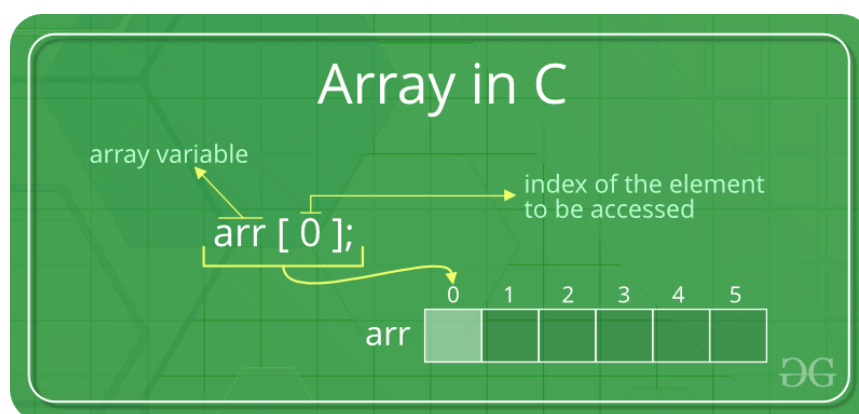 Array in C
array variable
index of the element
to be accessed
arr [ 0 ];
0 1 2 3 4 5
arr
GG